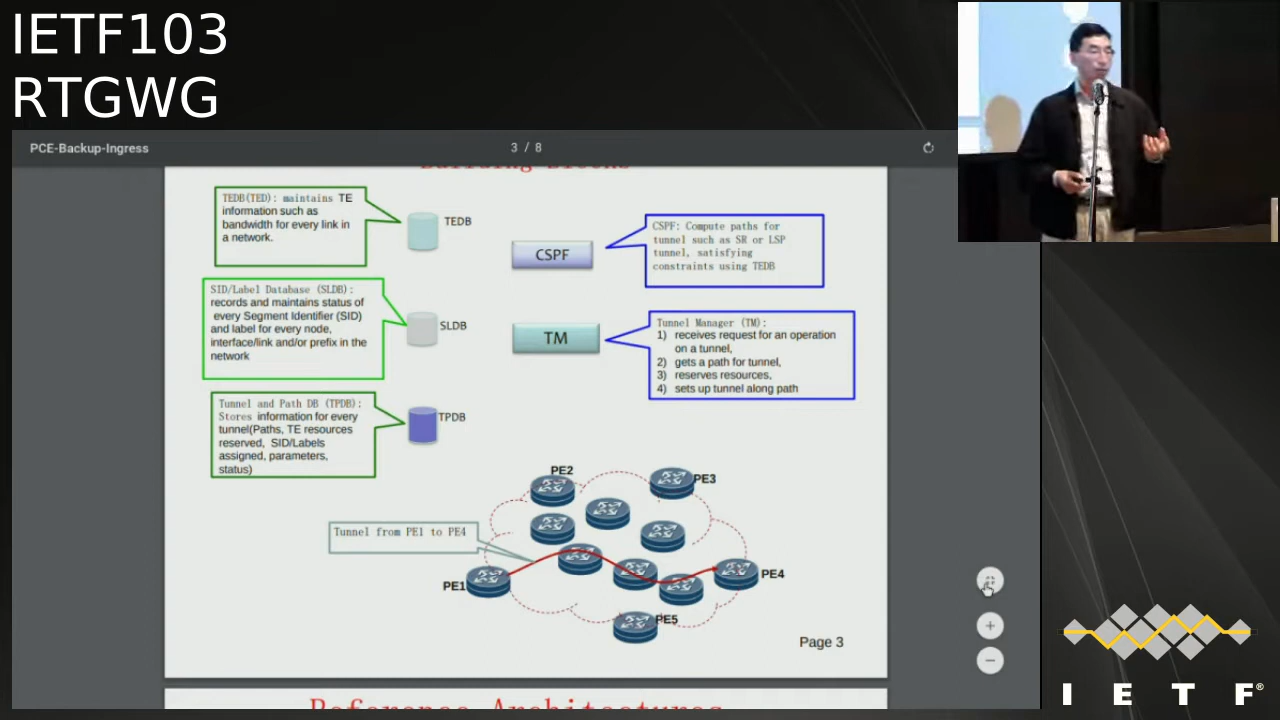 IETF103
RTGWG
PCE-Backup-Ingress
3 / 8
Building Blocks
TEDB(TED): maintains TE
information such as
bandwidth for every link in
a network.
TEDB
CSPF
CSPF: Compute paths for
tunnel such as SR or LSP
tunnel, satisfying
constraints using TEDB
SID/Label Database (SLDB):
records and maintains status of
every Segment Identifier (SID)
and label for every node,
interface/link and/or prefix in the
network
SLDB
TM
Tunnel Manager (TM):
1) receives request for an operation
on a tunnel,
2) gets a path for tunnel,
3) reserves resources,
4) sets up tunnel along path
Tunnel and Path DB (TPDB):
Stores information for every
tunnel(Paths, TE resources
reserved, SID/Labels
assigned, parameters,
status)
TPDB
PE2
PE3
Tunnel from PE1 to PE4
PE1
PE4
PE5
Page 3
Reference Architectures
I E T F®